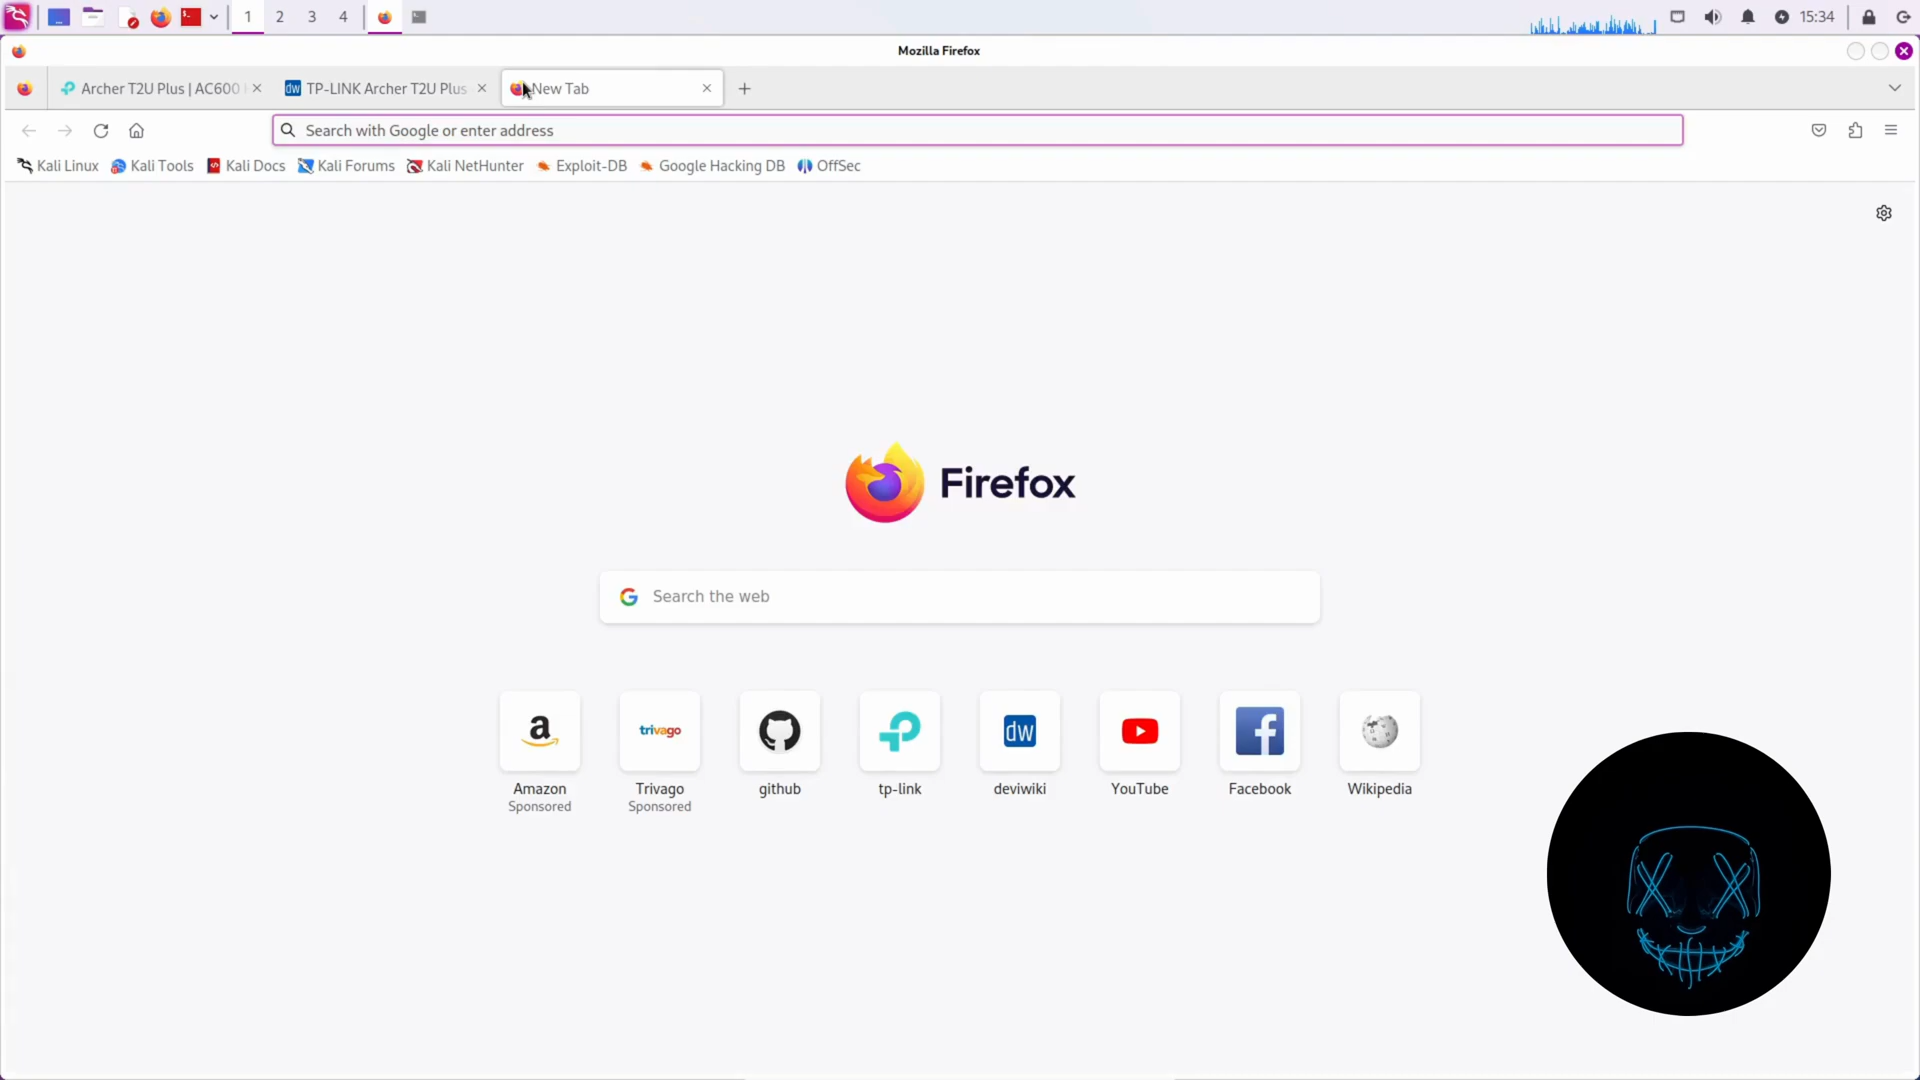 1 2 3 4 15:34
Mozilla Firefox
Archer T2U Plus | AC600 TP-LINK Archer T2U Plus New Tab
Search with Google or enter address
Kali Linux Kali Tools Kali Docs Kali Forums Kali NetHunter Exploit-DB Google Hacking DB OffSec
Firefox
Search the web
a trivago dw
Amazon Trivago github tp-link deviwiki YouTube Facebook Wikipedia
Sponsored Sponsored